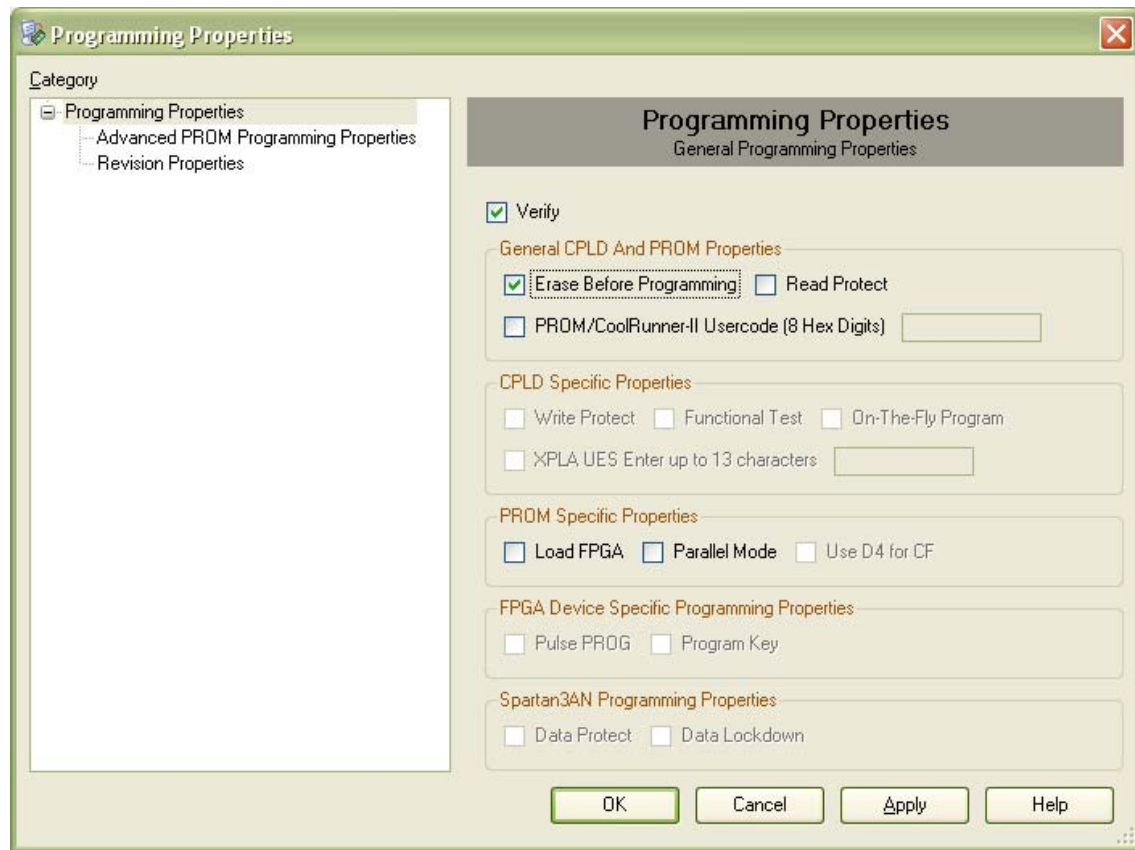 Programming Properties
Category
Programming Properties
Advanced PROM Programming Properties
Revision Properties
Programming Properties
General Programming Properties
Verify
General CPLD And PROM Properties
Erase Before Programming Read Protect
PROM/CoolRunner-II Usercode (8 Hex Digits)
CPLD Specific Properties
Write Protect Functional Test On-The-Fly Program
XPLA UES Enter up to 13 characters
PROM Specific Properties
Load FPGA Parallel Mode Use D4 for CF
FPGA Device Specific Programming Properties
Pulse PROG Program Key
Spartan3AN Programming Properties
Data Protect Data Lockdown
OK Cancel Apply Help